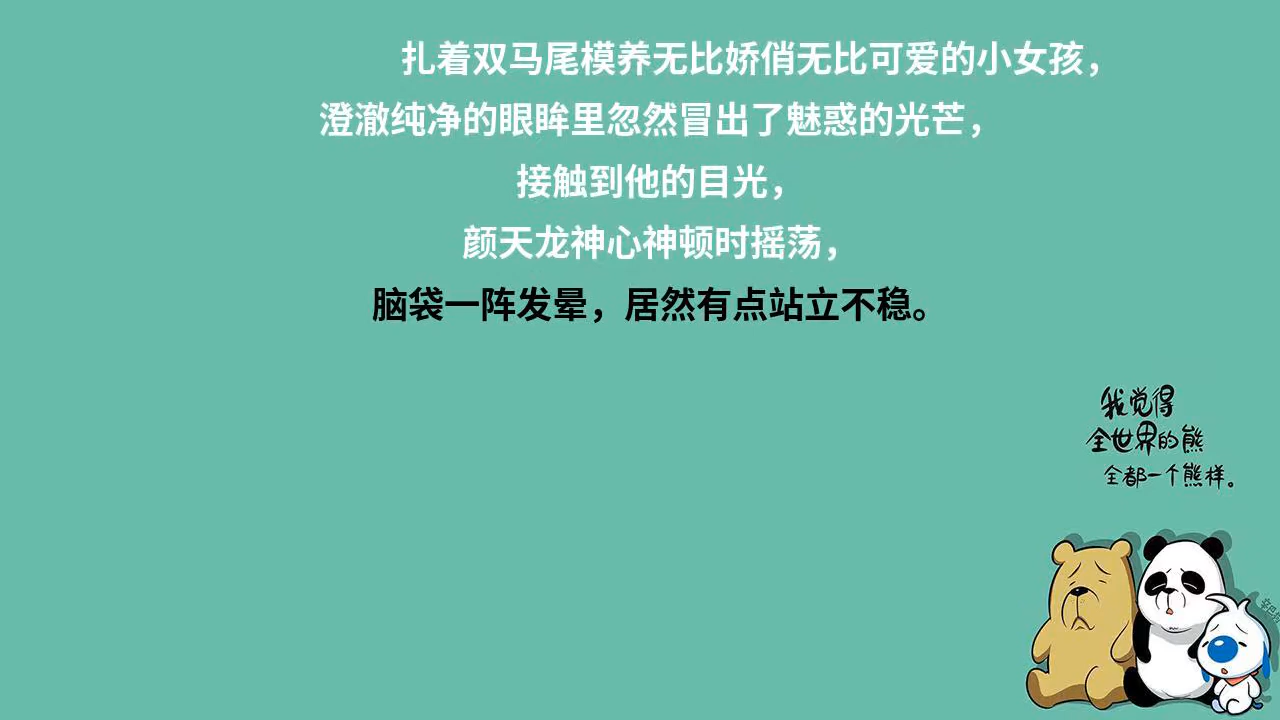 扎着双马尾模养无比娇俏无比可爱的小女孩，
澄澈纯净的眼眸里忽然冒出了魅惑的光芒，
接触到他的目光，
颜天龙神心神顿时摇荡，
脑袋一阵发晕，居然有点站立不稳。
我觉得
全世界的熊
全都一个熊样。